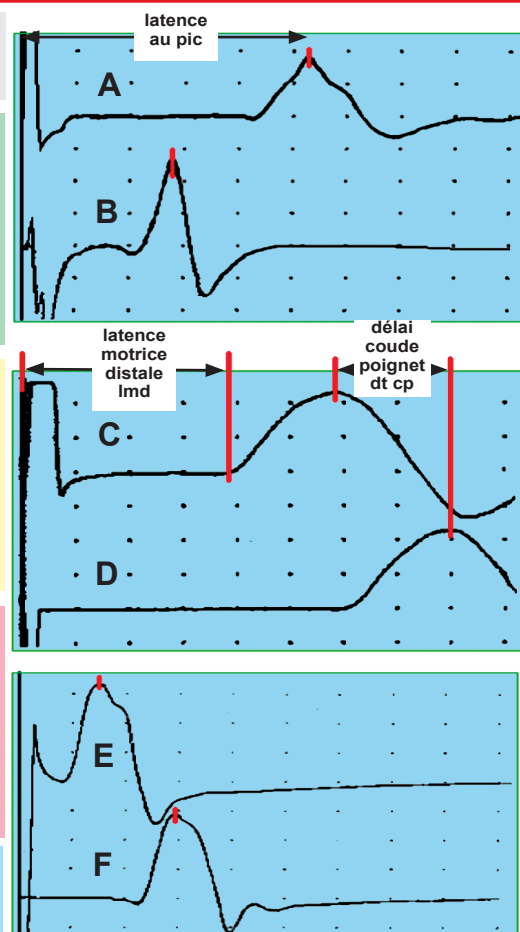 latence
au pic
A
B
latence
motrice
distale
lmd
délai
coude
poignet
dt cp
C
D
E
F